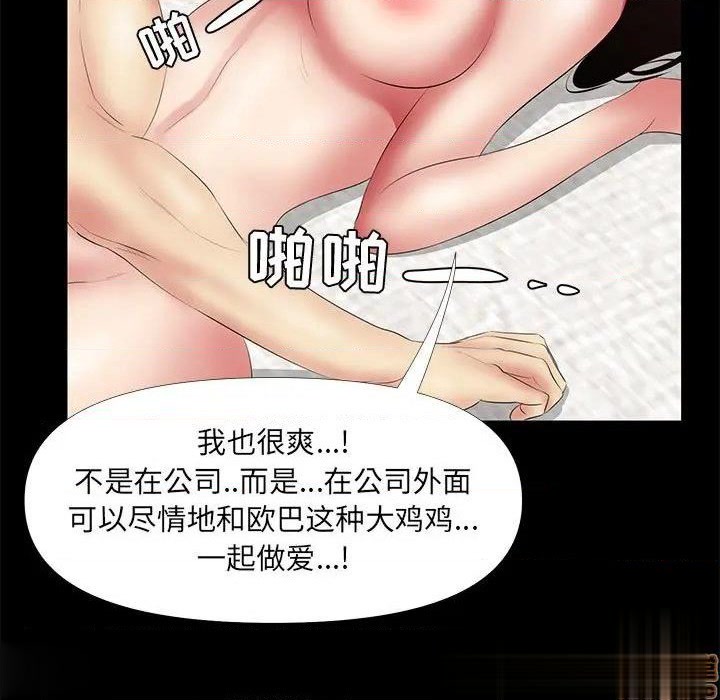 啪
啪
啪啪
我也很爽...!
不是在公司..而是...在公司外面
可以尽情地和欧巴这种大鸡鸡...
一起做爱...!